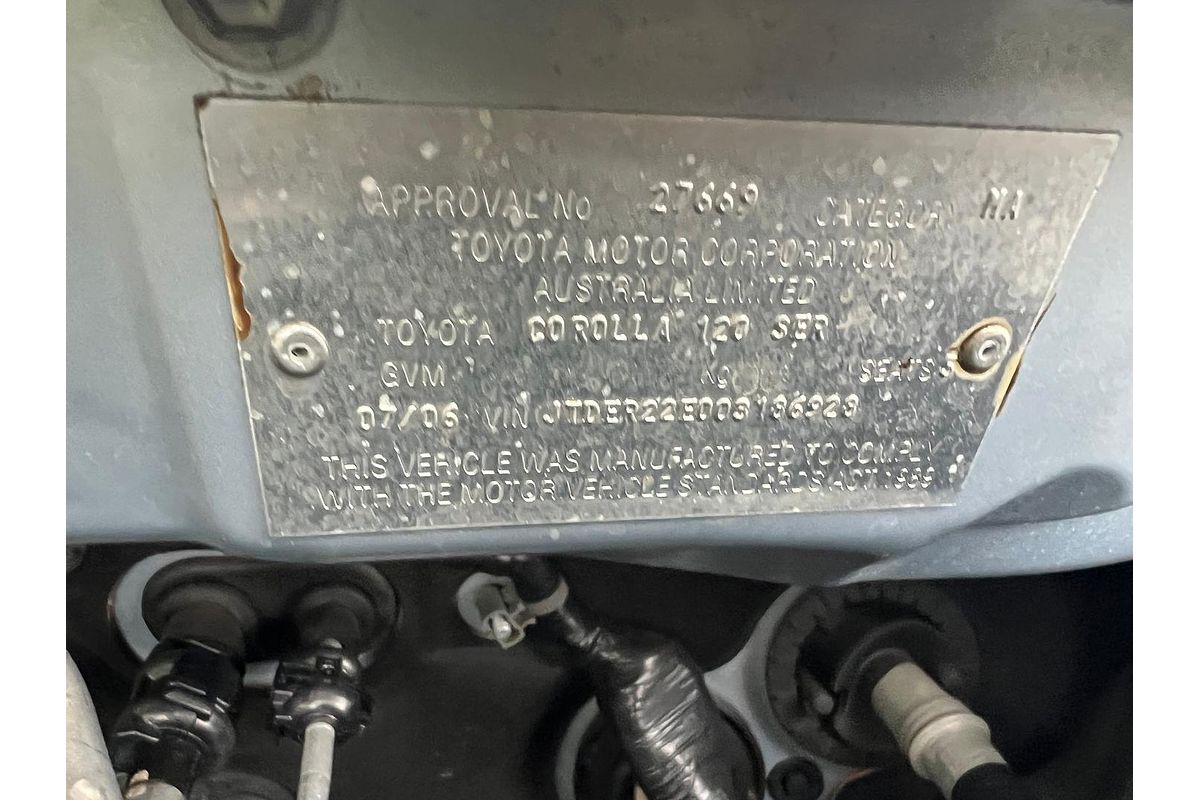 APPROVAL No 27669 CATEGORY MA
TOYOTA MOTOR CORPORATION
AUSTRALIA LIMITED
TOYOTA COROLLA 120 SER
GVM KG SEATS 5
07/06 VIN JTDER22E003186928
THIS VEHICLE WAS MANUFACTURED TO COMPLY
WITH THE MOTOR VEHICLE STANDARDS ACT 1989